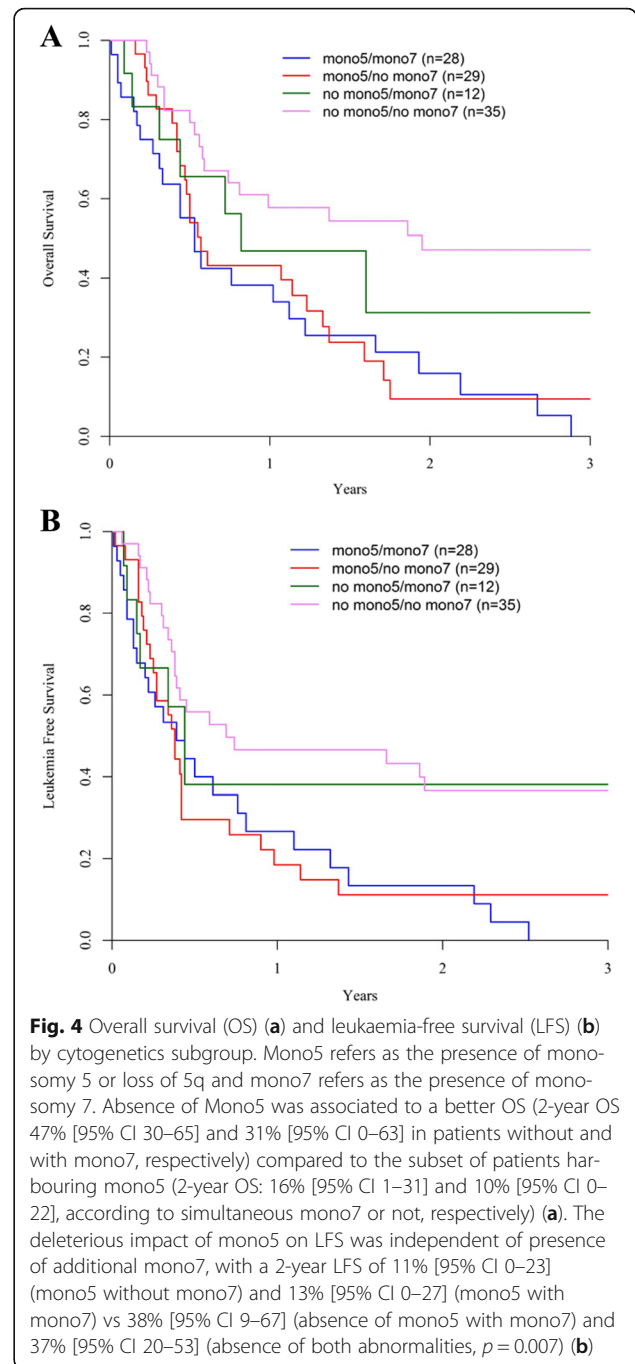 A
mono5/mono7 (n=28)
mono5/no mono7 (n=29)
no mono5/mono7 (n=12)
no mono5/no mono7 (n=35)
1.0
0.8
0.6
0.4
0.2
0.0
Overall Survival
0 1 2 3
Years
B
mono5/mono7 (n=28)
mono5/no mono7 (n=29)
no mono5/mono7 (n=12)
no mono5/no mono7 (n=35)
1.0
0.8
0.6
0.4
0.2
0.0
Leukemia Free Survival
0 1 2 3
Years
Fig. 4 Overall survival (OS) (a) and leukaemia-free survival (LFS) (b)
by cytogenetics subgroup. Mono5 refers as the presence of mono-
somy 5 or loss of 5q and mono7 refers as the presence of mono-
somy 7. Absence of Mono5 was associated to a better OS (2-year OS
47% [95% CI 30–65] and 31% [95% CI 0–63] in patients without and
with mono7, respectively) compared to the subset of patients har-
bouring mono5 (2-year OS: 16% [95% CI 1–31] and 10% [95% CI 0–
22], according to simultaneous mono7 or not, respectively) (a). The
deleterious impact of mono5 on LFS was independent of presence
of additional mono7, with a 2-year LFS of 11% [95% CI 0–23]
(mono5 without mono7) and 13% [95% CI 0–27] (mono5 with
mono7) vs 38% [95% CI 9–67] (absence of mono5 with mono7) and
37% [95% CI 20–53] (absence of both abnormalities, p = 0.007) (b)